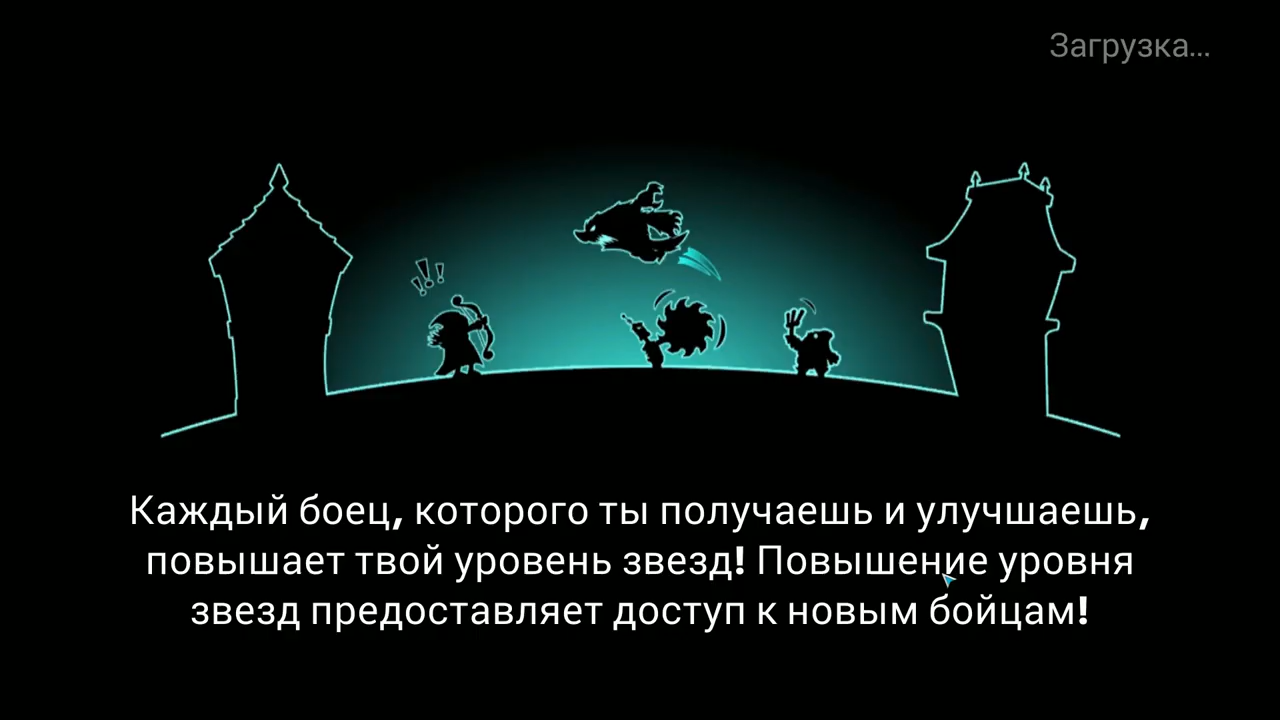 Загрузка...
Каждый боец, которого ты получаешь и улучшаешь,
повышает твой уровень звезд! Повышение уровня
звезд предоставляет доступ к новым бойцам!